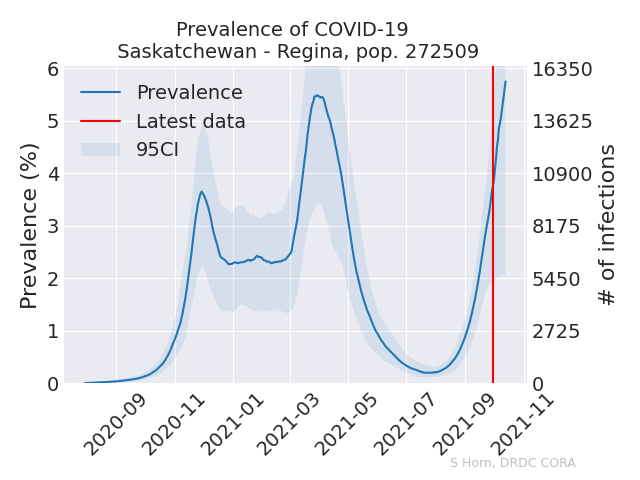 Prevalence of COVID-19
Saskatchewan - Regina, pop. 272509
Prevalence
Latest data
95CI
Prevalence (%)
6
5
4
3
2
1
0
16350
13625
10900
8175
5450
2725
0
# of infections
2020-09
2020-11
2021-01
2021-03
2021-05
2021-07
2021-09
2021-11
S Horn, DRDC CORA